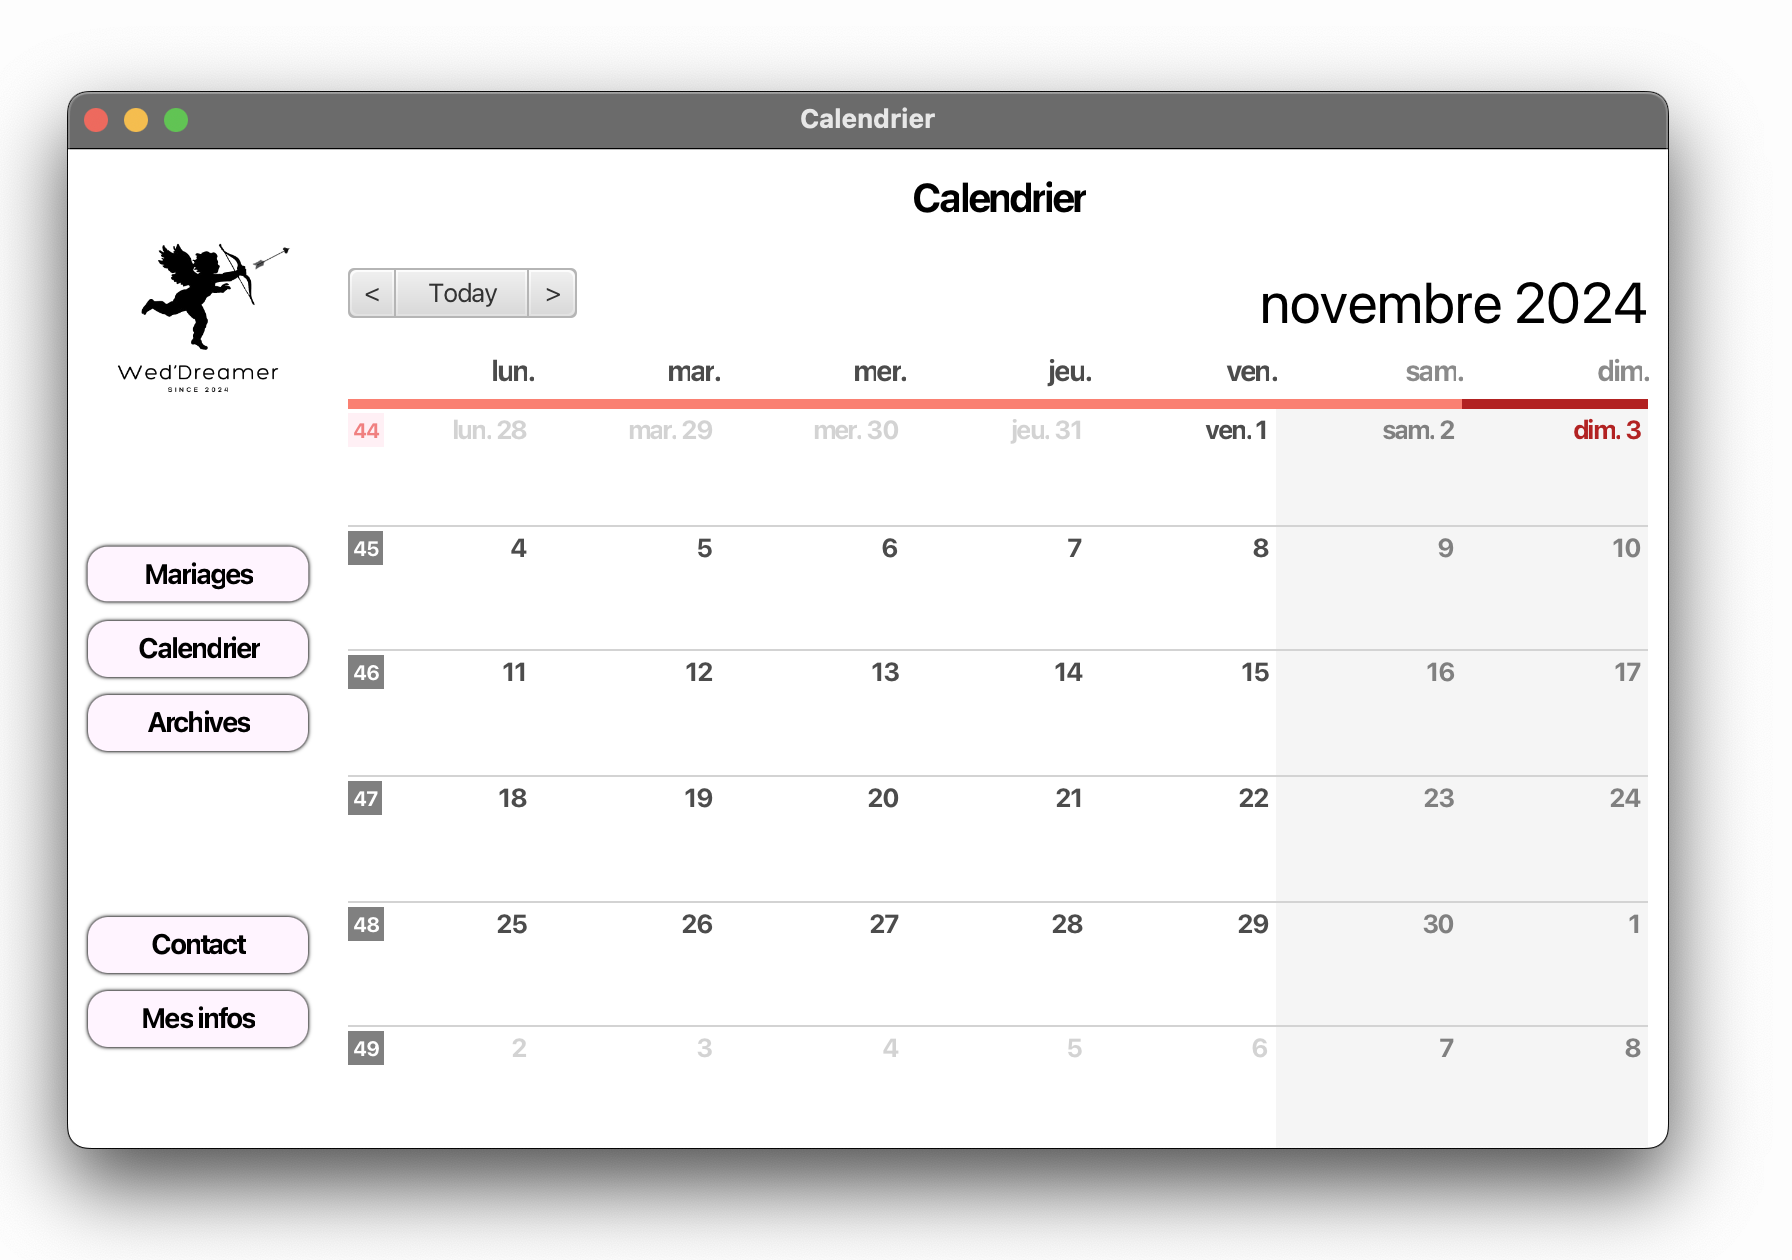 Calendrier
Calendrier
Wed'Dreamer
SINCE 2024
Mariages
Calendrier
Archives
Contact
Mes infos
< Today >
novembre 2024
lun. mar. mer. jeu. ven. sam. dim.
44 lun. 28 mar. 29 mer. 30 jeu. 31 ven. 1 sam. 2 dim. 3
45 4 5 6 7 8 9 10
46 11 12 13 14 15 16 17
47 18 19 20 21 22 23 24
48 25 26 27 28 29 30 1
49 2 3 4 5 6 7 8